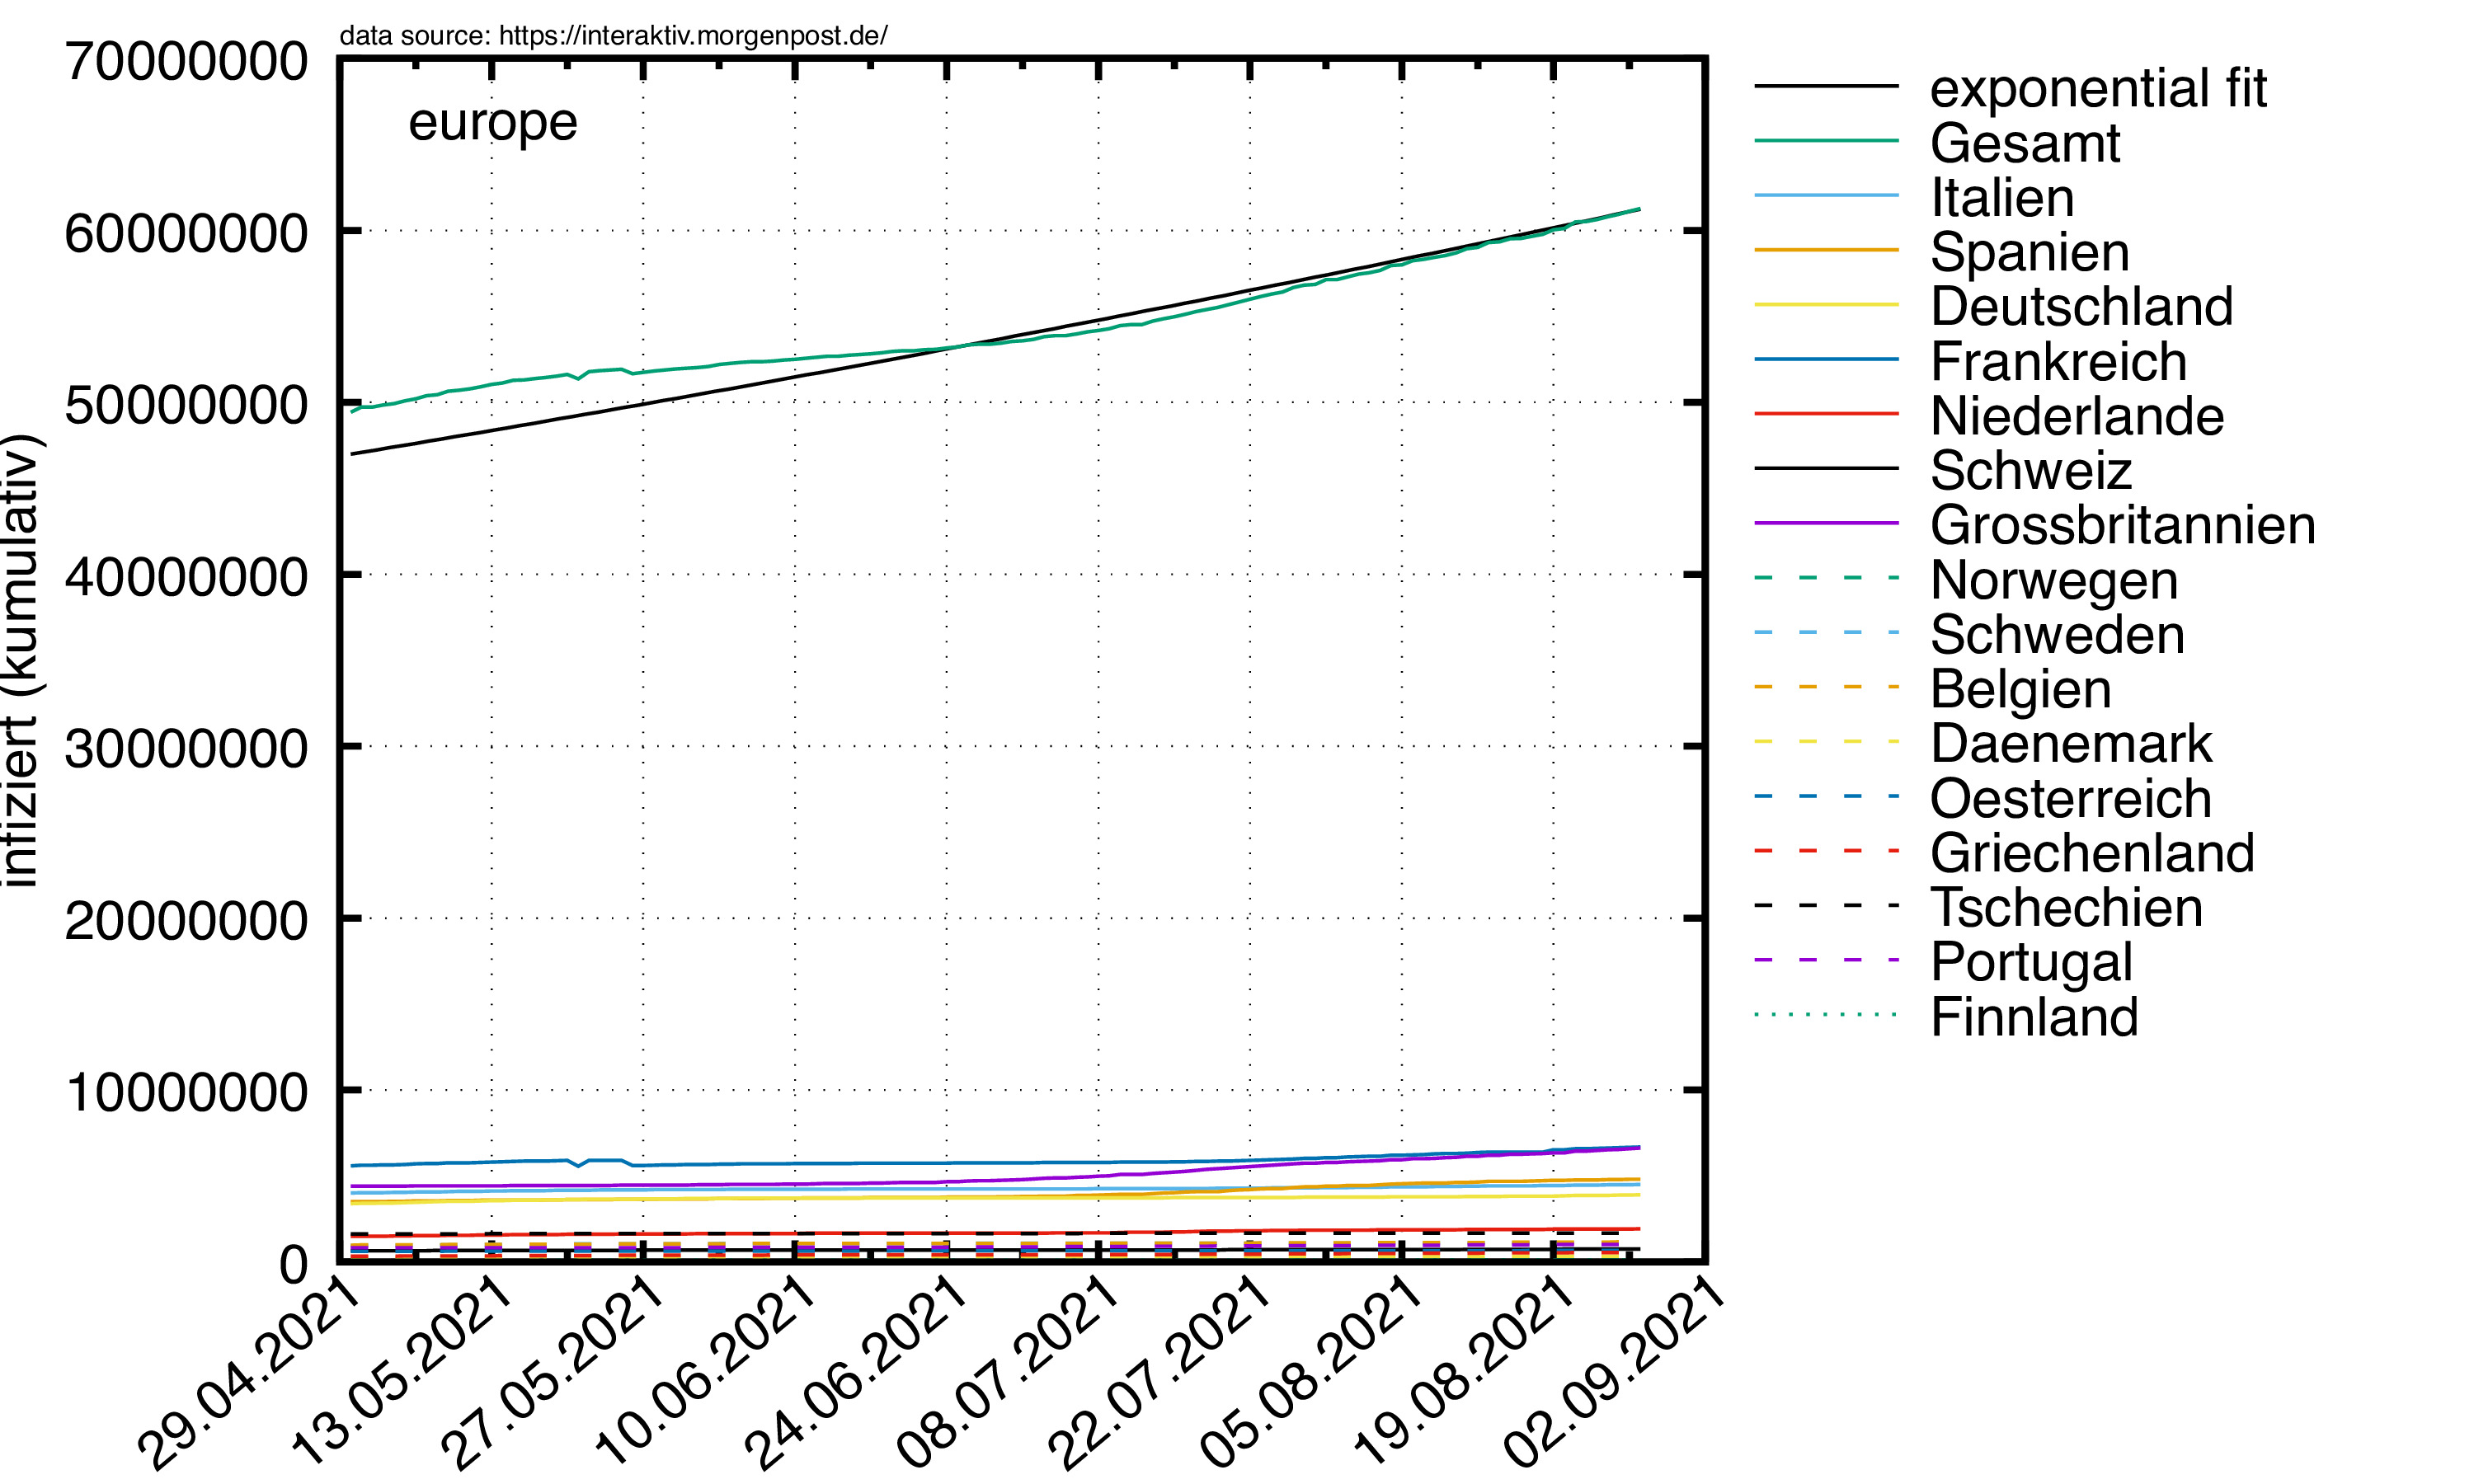 data source: https://interaktiv.morgenpost.de/
europe
infiziert (kumulativ)
70000000
60000000
50000000
40000000
30000000
20000000
10000000
0
29.04.2021
13.05.2021
27.05.2021
10.06.2021
24.06.2021
08.07.2021
22.07.2021
05.08.2021
19.08.2021
02.09.2021
exponential fit
Gesamt
Italien
Spanien
Deutschland
Frankreich
Niederlande
Schweiz
Grossbritannien
Norwegen
Schweden
Belgien
Daenemark
Oesterreich
Griechenland
Tschechien
Portugal
Finnland